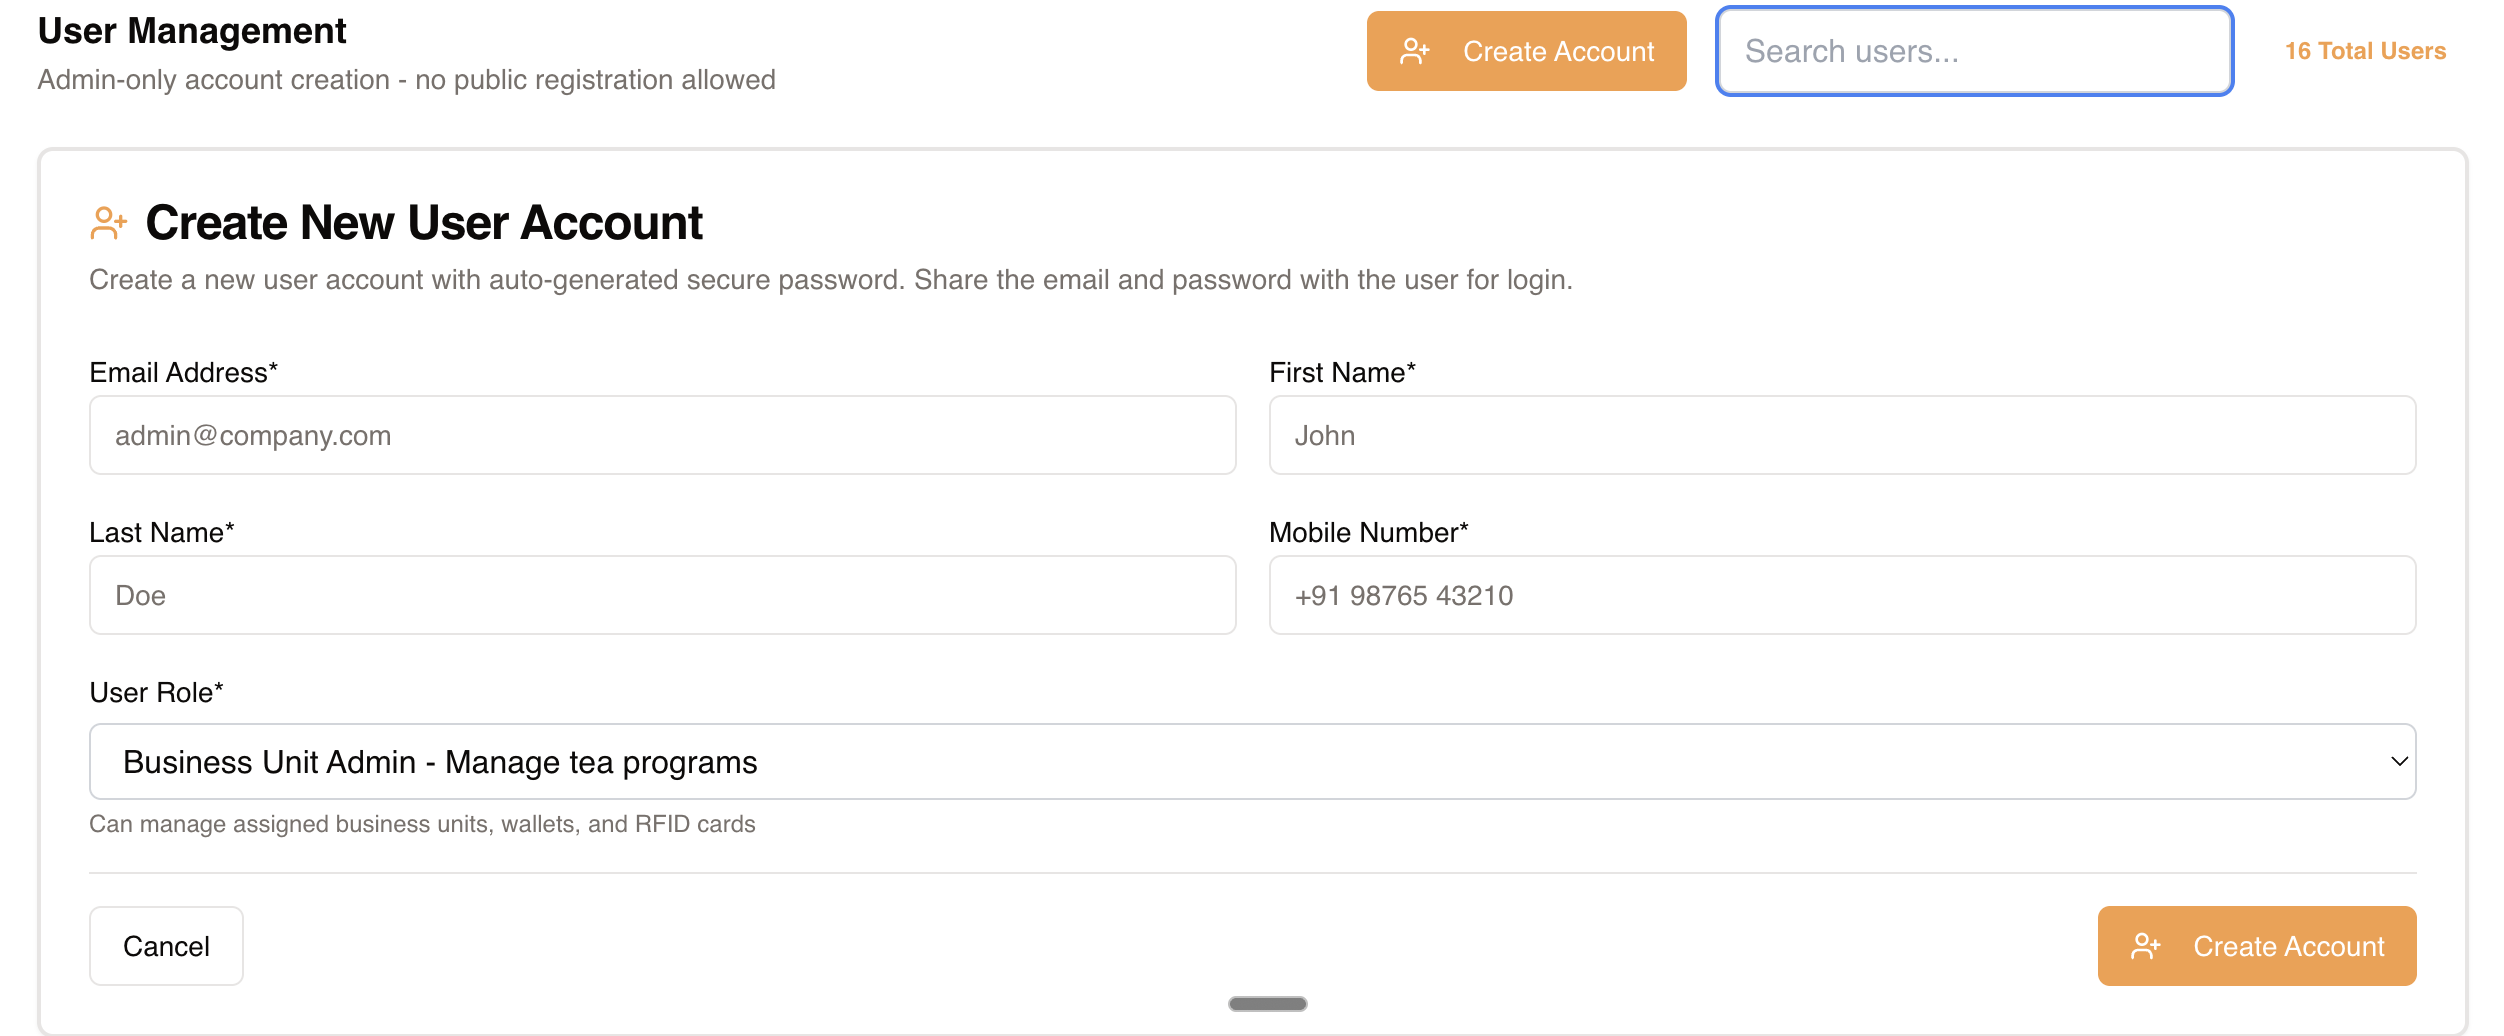 User Management
Admin-only account creation - no public registration allowed
Create Account
Search users...
16 Total Users
Create New User Account
Create a new user account with auto-generated secure password. Share the email and password with the user for login.
Email Address*
First Name*
admin@company.com
John
Last Name*
Mobile Number*
Doe
+91 98765 43210
User Role*
Business Unit Admin - Manage tea programs
Can manage assigned business units, wallets, and RFID cards
Cancel
Create Account